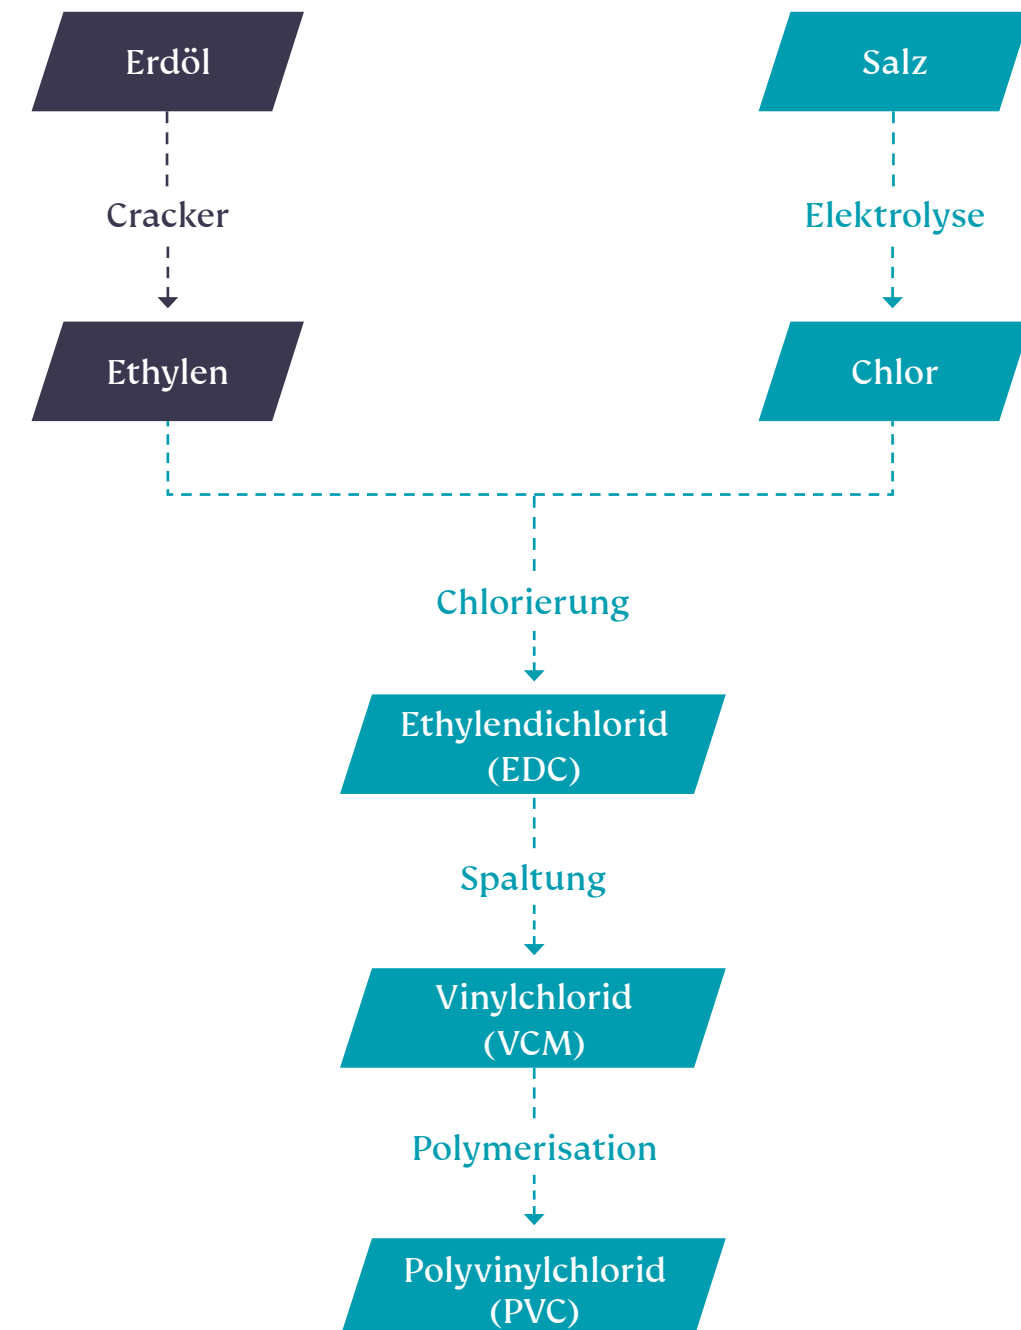 Erdöl
Salz
Cracker
Elektrolyse
Ethylen
Chlor
Chlorierung
Ethylendichlorid
(EDC)
Spaltung
Vinylchlorid
(VCM)
Polymerisation
Polyvinylchlorid
(PVC)